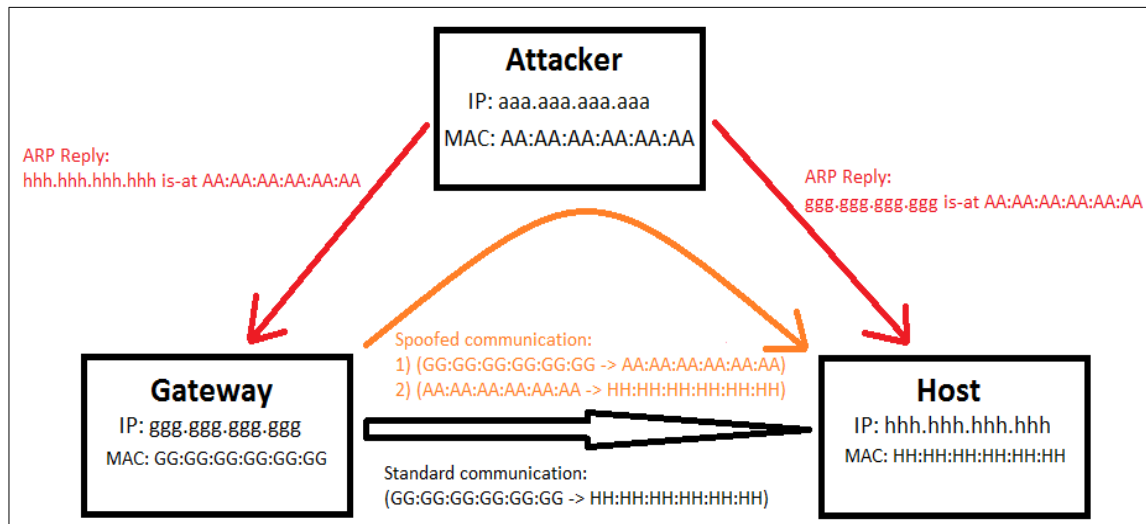 Attacker
IP: aaa.aaa.aaa.aaa
MAC: AA:AA:AA:AA:AA:AA
ARP Reply:
hhh.hhh.hhh.hhh is-at AA:AA:AA:AA:AA:AA
ARP Reply:
ggg.ggg.ggg.ggg is-at AA:AA:AA:AA:AA:AA
Spoofed communication:
1) (GG:GG:GG:GG:GG:GG -> AA:AA:AA:AA:AA:AA)
2) (AA:AA:AA:AA:AA:AA -> HH:HH:HH:HH:HH:HH)
Gateway
IP: ggg.ggg.ggg.ggg
MAC: GG:GG:GG:GG:GG:GG
Host
IP: hhh.hhh.hhh.hhh
MAC: HH:HH:HH:HH:HH:HH
Standard communication:
(GG:GG:GG:GG:GG:GG -> HH:HH:HH:HH:HH:HH)